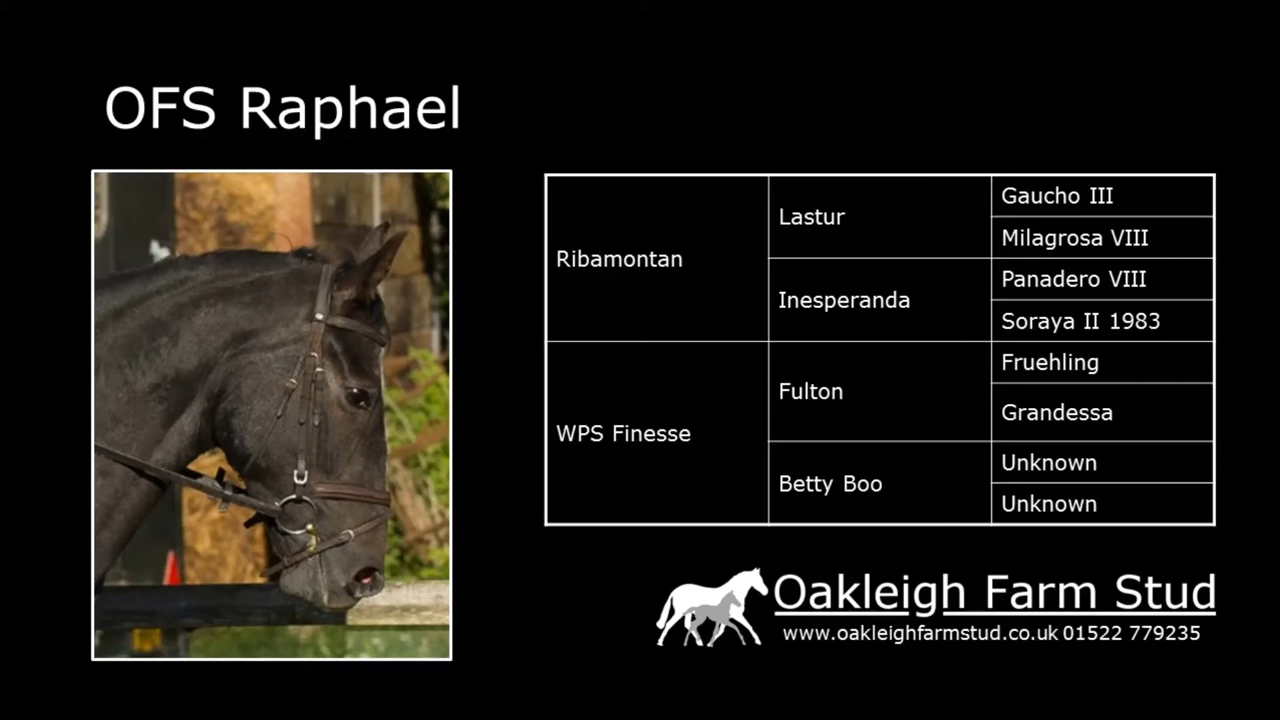 OFS Raphael
Ribamontan
Lastur
Gaucho III
Milagrosa VIII
Inesperanda
Panadero VIII
Soraya II 1983
WPS Finesse
Fulton
Fruehling
Grandessa
Betty Boo
Unknown
Unknown
Oakleigh Farm Stud
www.oakleighfarmstud.co.uk 01522 779235